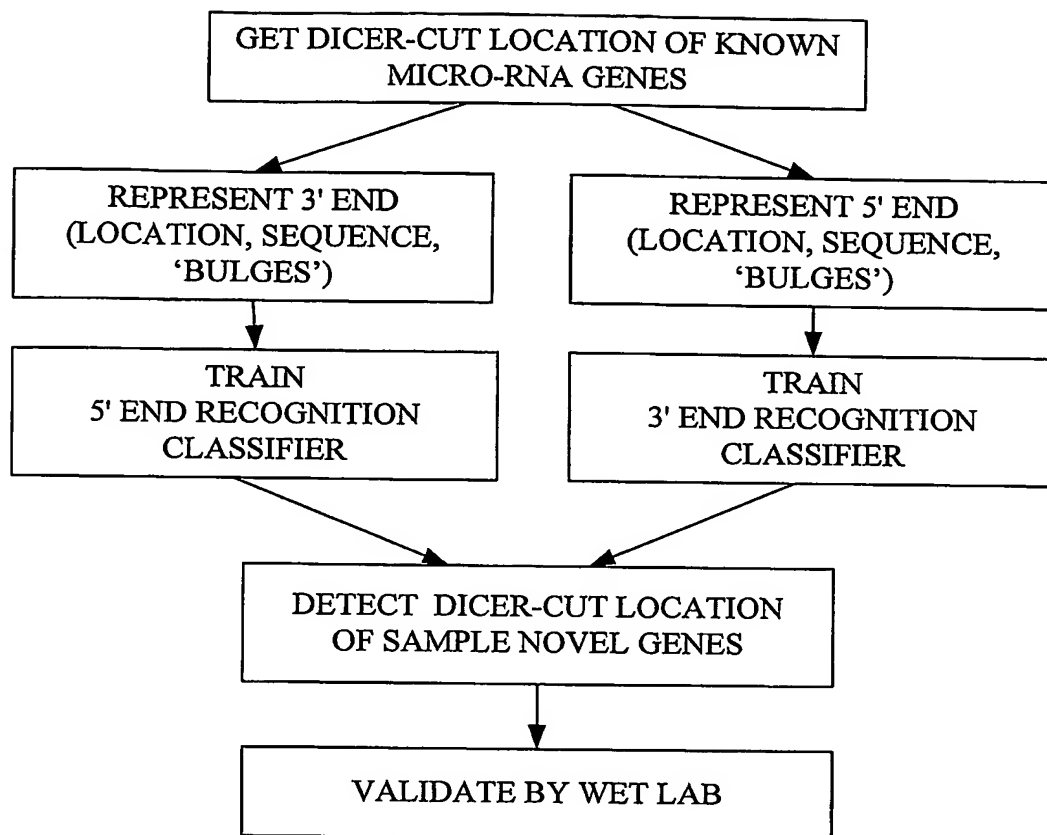 GET DICER-CUT LOCATION OF KNOWN
MICRO-RNA GENES
REPRESENT 3' END
(LOCATION, SEQUENCE,
‘BULGES’)
REPRESENT 5' END
(LOCATION, SEQUENCE,
‘BULGES’)
TRAIN
5' END RECOGNITION
CLASSIFIER
TRAIN
3' END RECOGNITION
CLASSIFIER
DETECT DICER-CUT LOCATION
OF SAMPLE NOVEL GENES
VALIDATE BY WET LAB